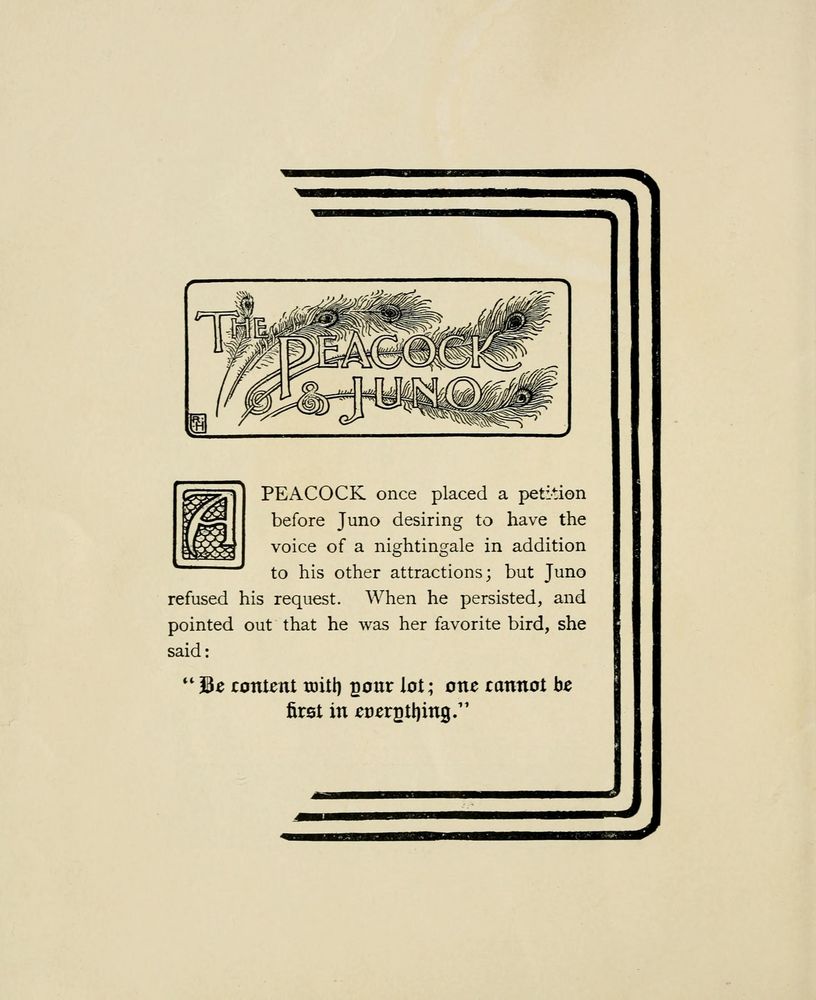 THE
PEACOCK
& JUNO
A PEACOCK once placed a petition
before Juno desiring to have the
voice of a nightingale in addition
to his other attractions; but Juno
refused his request. When he persisted, and
pointed out that he was her favorite bird, she
said:
"Be content with your lot; one cannot be
first in everything."